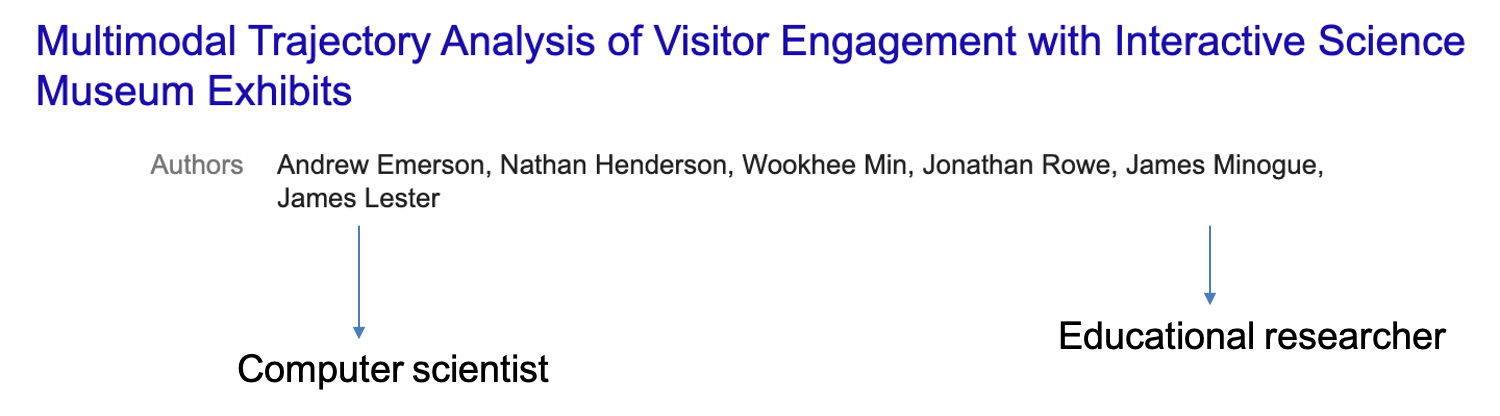 Multimodal Trajectory Analysis of Visitor Engagement with Interactive Science
Museum Exhibits
Authors Andrew Emerson, Nathan Henderson, Wookhee Min, Jonathan Rowe, James Minogue,
James Lester
Educational researcher
Computer scientist